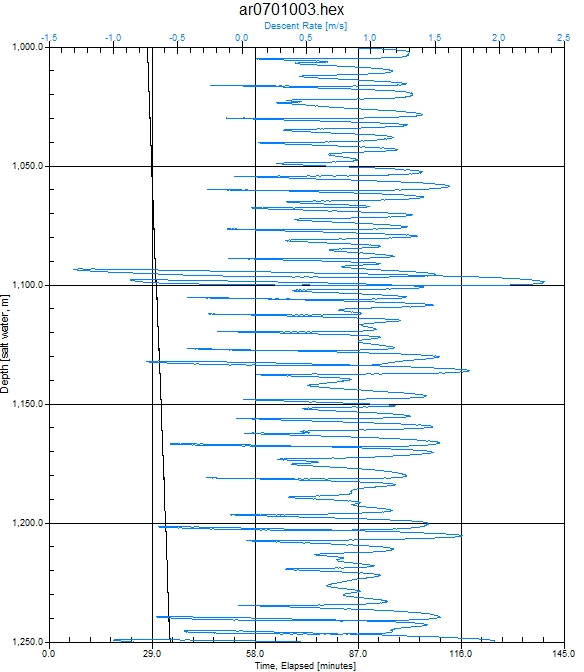 ar0701003.hex
Descent Rate [m/s]
-1.5 -1.0 -0.5 0.0 0.5 1.0 1.5 2.0 2.5
1,000.0
1,050.0
1,100.0
Depth [salt water, m]
1,150.0
1,200.0
1,250.0
0.0 29.0 58.0 87.0 116.0 145.0
Time, Elapsed [minutes]